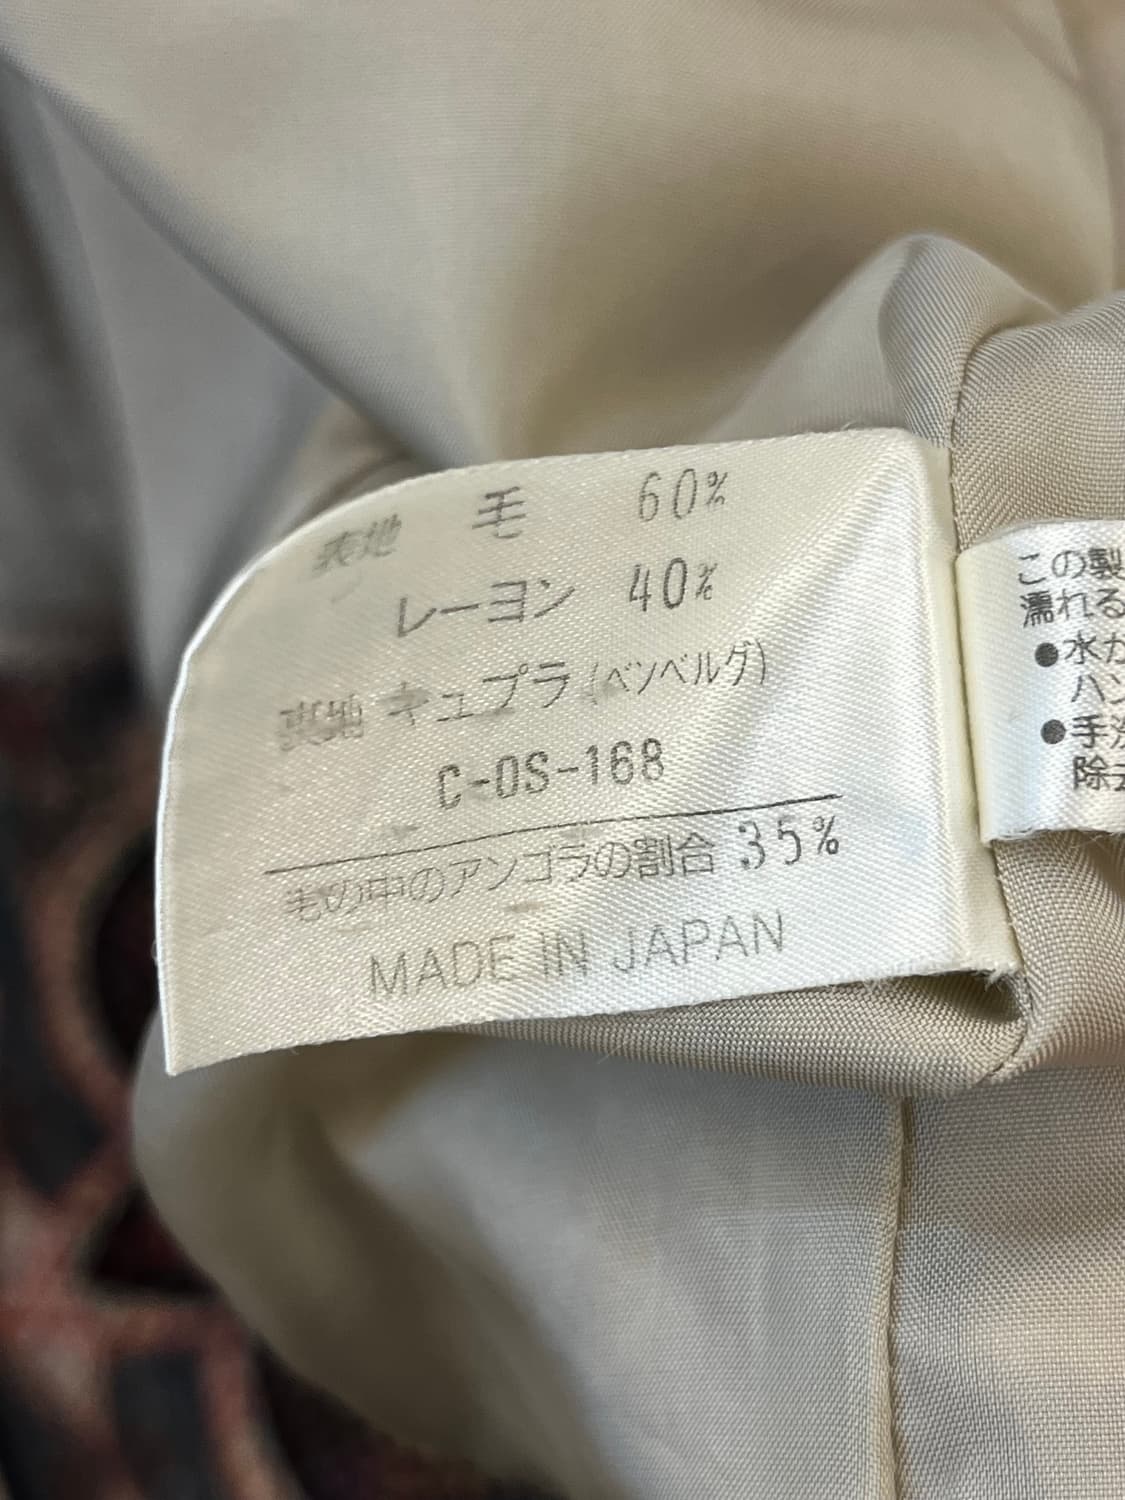 表地 毛 60%
レーヨン 40%
裏地 キュプラ(ベンベルグ)
C-OS-168
毛の中のアンゴラの割合 35%
MADE IN JAPAN
この製
濡れる
●水
ハン
●手洗
除